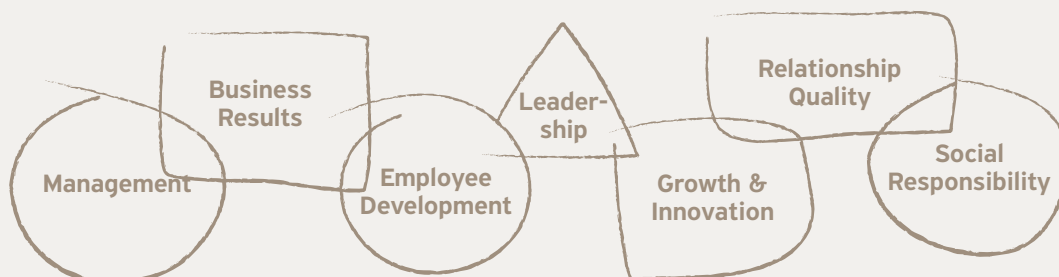 Management
Business
Results
Employee
Development
Leader-
ship
Growth &
Innovation
Relationship
Quality
Social
Responsibility